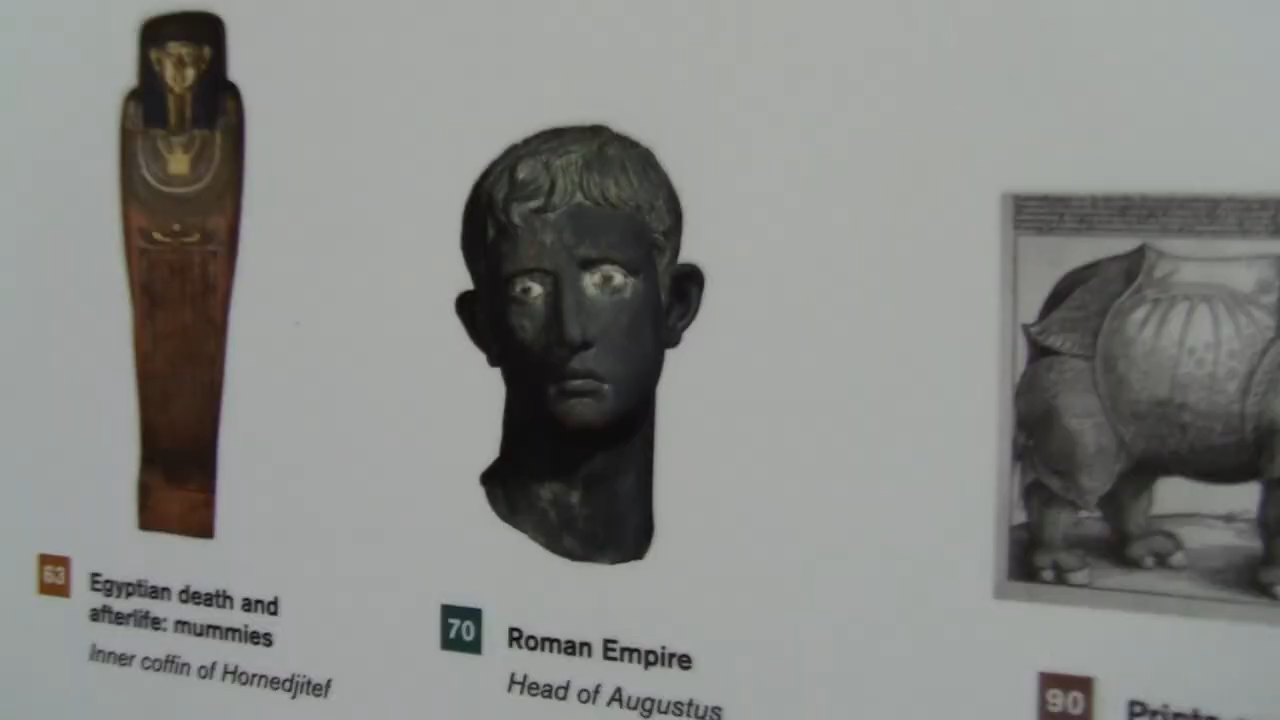 63
Egyptian death and
afterlife: mummies
Inner coffin of Hornedjitef
70
Roman Empire
Head of Augustus
90